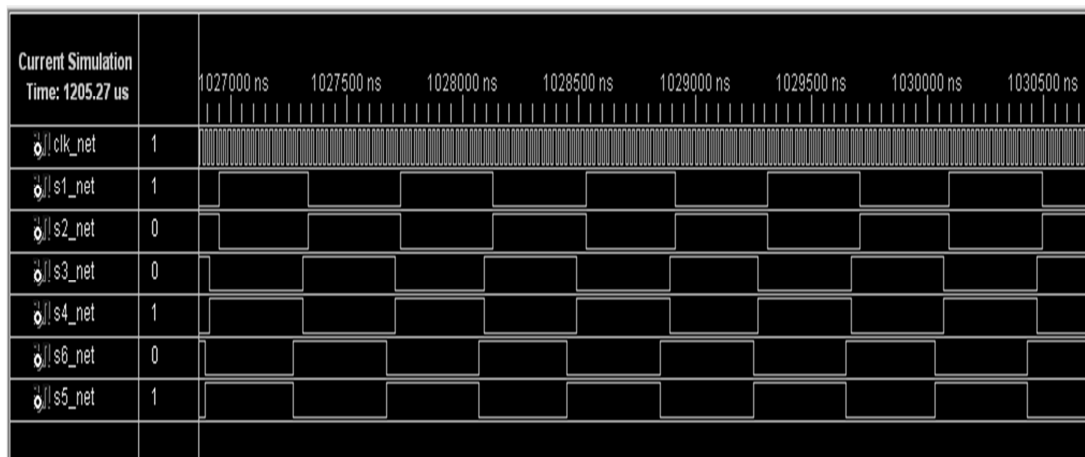 Current Simulation
Time: 1205.27 us
1027000 ns 1027500 ns 1028000 ns 1028500 ns 1029000 ns 1029500 ns 1030000 ns 1030500 ns
clk_net 1
s1_net 1
s2_net 0
s3_net 0
s4_net 1
s6_net 0
s5_net 1